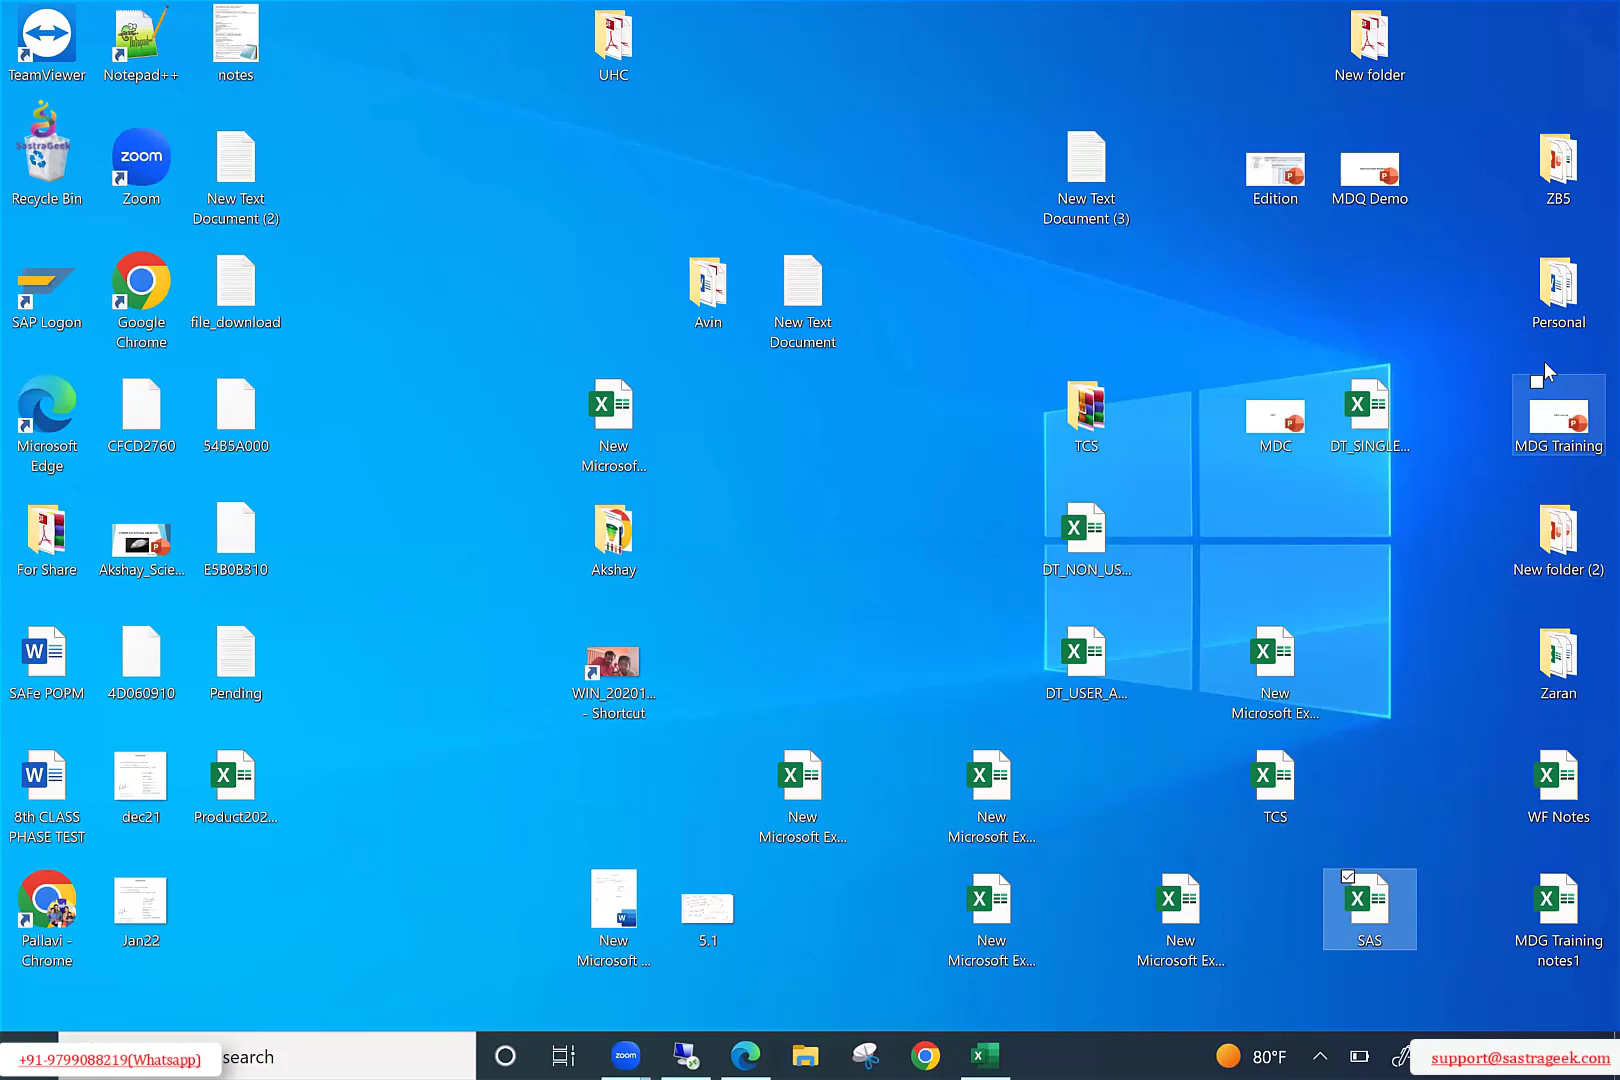 TeamViewer
Notepad++
notes
UHC
New folder
SastraGeek
Recycle Bin
zoom
Zoom
New Text
Document (2)
New Text
Document (3)
Edition
MDQ Demo
ZB5
SAP Logon
Google
Chrome
file_download
Avin
New Text
Document
Personal
Microsoft
Edge
CFCD2760
54B5A000
New
Microsof...
TCS
MDC
DT_SINGLE...
MDG Training
For Share
Akshay_Scie...
E5B0B310
Akshay
DT_NON_US...
New folder (2)
SAFe POPM
4D060910
Pending
WIN_20201...
- Shortcut
DT_USER_A...
New
Microsoft Ex...
Zaran
8th CLASS
PHASE TEST
dec21
Product202...
New
Microsoft Ex...
New
Microsoft Ex...
TCS
WF Notes
Pallavi -
Chrome
Jan22
New
Microsoft ...
5.1
New
Microsoft Ex...
New
Microsoft Ex...
SAS
MDG Training
notes1
+91-9799088219(Whatsapp)
search
zoom
80°F
support@sastrageek.com